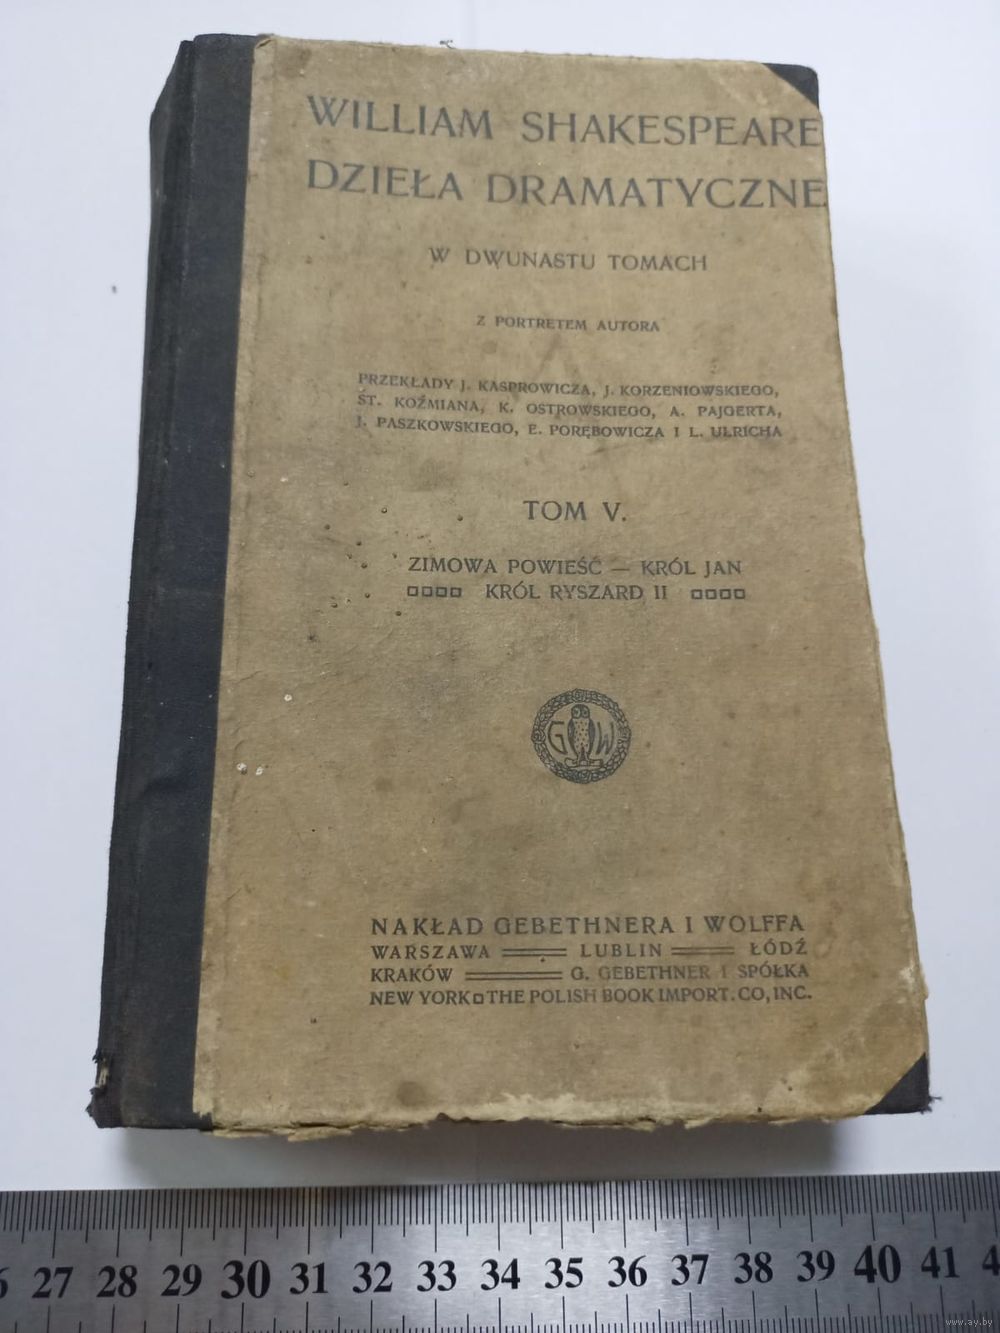 WILLIAM SHAKESPEARE
DZIEŁA DRAMATYCZNE
W DWUNASTU TOMACH
Z PORTRETEM AUTORA
PRZEKŁADY J. KASPROWICZA, J. KORZENIOWSKIEGO,
ST. KOŹMIANA, K. OSTROWSKIEGO, A. PAJGERTA,
J. PASZKOWSKIEGO, E. PORĘBOWICZA I L. ULRICHA
TOM V.
ZIMOWA POWIEŚĆ — KRÓL JAN
KRÓL RYSZARD II
G W
NAKŁAD GEBETHNERA I WOLFFA
WARSZAWA LUBLIN ŁÓDŹ
KRAKÓW G. GEBETHNER I SPÓŁKA
NEW YORK THE POLISH BOOK IMPORT. CO, INC.
27 28 29 30 31 32 33 34 35 36 37 38 39 40 41
www.ay.by